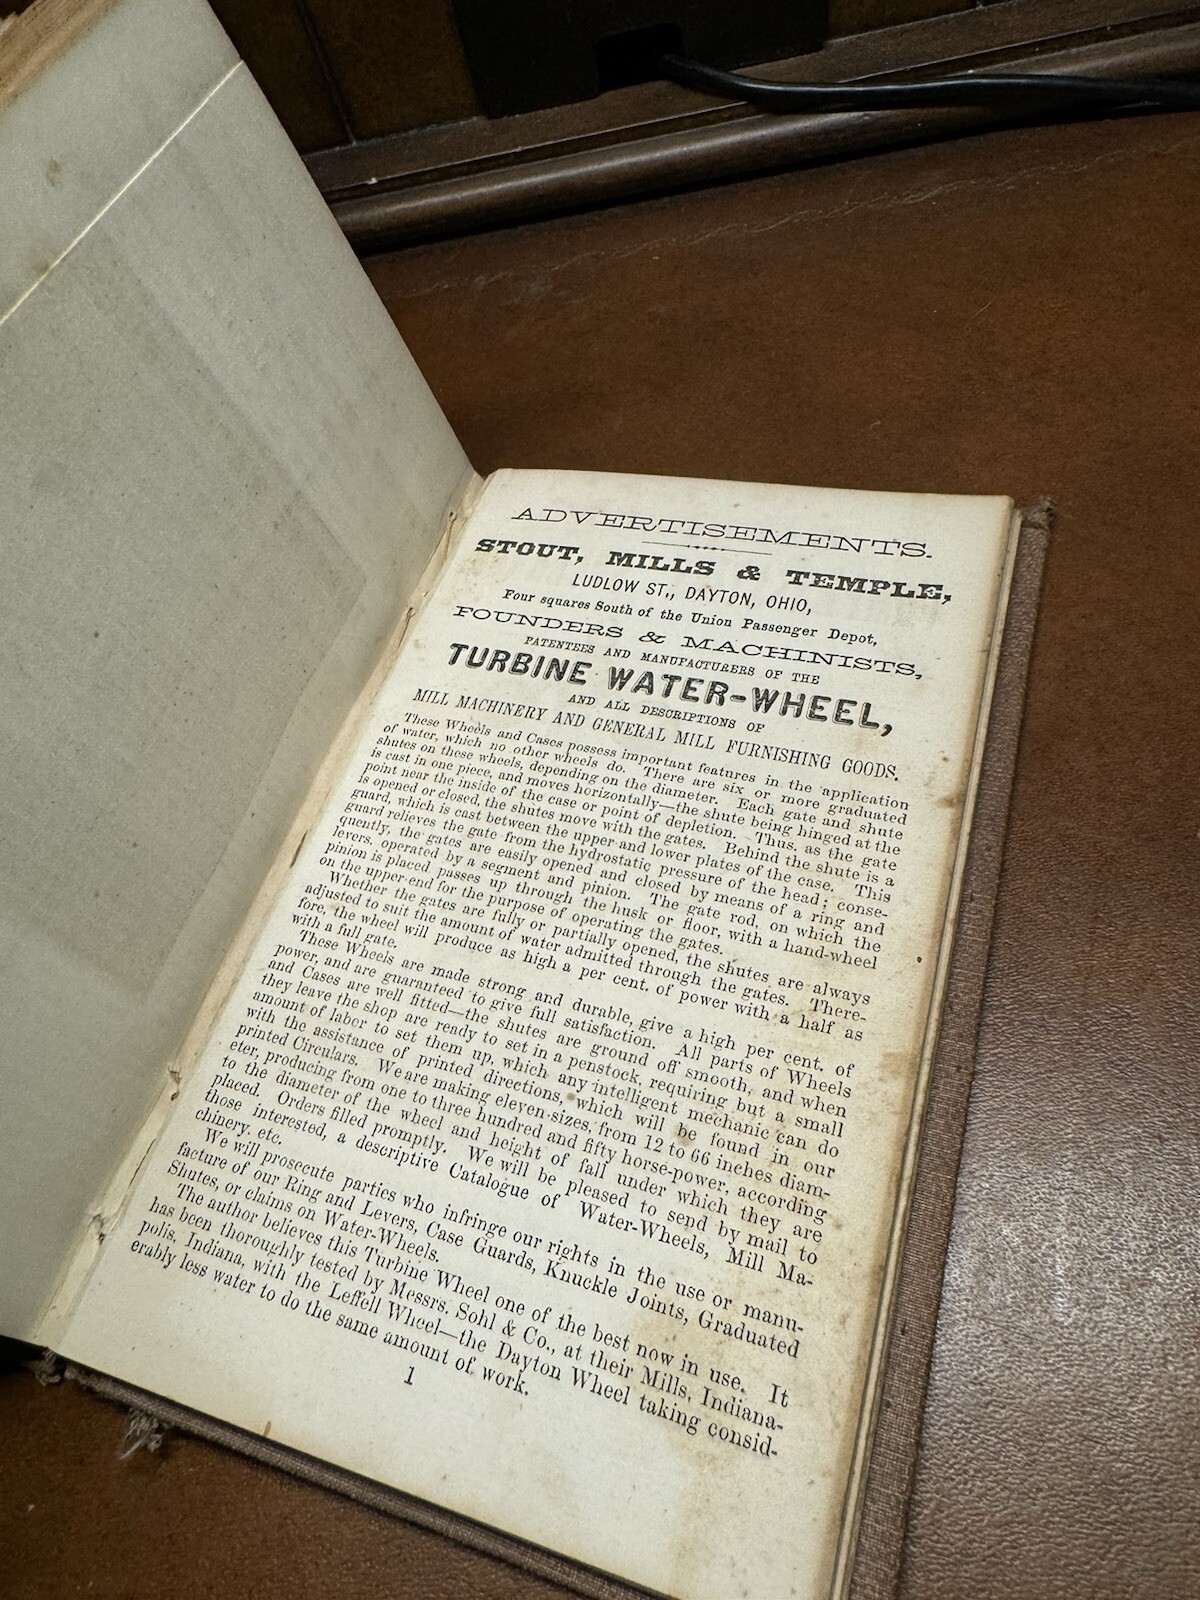 ADVERTISEMENTS.
STOUT, MILLS & TEMPLE,
LUDLOW ST., DAYTON, OHIO,
Four squares South of the Union Passenger Depot,
FOUNDERS & MACHINISTS,
PATENTEES AND MANUFACTURERS OF THE
TURBINE WATER-WHEEL,
AND ALL DESCRIPTIONS OF
MILL MACHINERY AND GENERAL MILL FURNISHING GOODS.
These Wheels and Cases possess important features in the application
of water, which no other wheels do. There are six or more graduated
shutes on these wheels, depending on the diameter. Each gate and shute
is cast in one piece, and moves horizontally—the shute being hinged at the
point near the inside of the case or point of depletion. Thus, as the gate
is opened or closed, the shutes move with the gates. Behind the shute is a
guard, which is cast between the upper and lower plates of the case. This
guard relieves the gate from the hydrostatic pressure of the head; conse-
quently, the gates are easily opened and closed by means of a ring and
levers, operated by a segment and pinion. The gate rod, on which the
pinion is placed, passes up through the husk or floor, with a hand-wheel
on the upper-end for the purpose of operating the gates.
Whether the gates are fully or partially opened, the shutes are always
adjusted to suit the amount of water admitted through the gates. There-
fore, the wheel will produce as high a per cent. of power with a half as
with a full gate.
These Wheels are made strong and durable, give a high per cent. of
power, and are guaranteed to give full satisfaction. All parts of Wheels
and Cases are well fitted—the shutes are ground off smooth, and when
they leave the shop are ready to set in a penstock, requiring but a small
amount of labor to set them up, which any intelligent mechanic can do
with the assistance of printed directions, which will be found in our
printed Circulars. We are making eleven sizes, from 12 to 66 inches diam-
eter, producing from one to three hundred and fifty horse-power, according
to the diameter of the wheel and height of fall under which they are
placed. Orders filled promptly. We will be pleased to send by mail to
those interested, a descriptive Catalogue of Water-Wheels, Mill Ma-
chinery, etc.
We will prosecute parties who infringe our rights in the use or manu-
facture of our Ring and Levers, Case Guards, Knuckle Joints, Graduated
Shutes, or claims on Water-Wheels.
The author believes this Turbine Wheel one of the best now in use. It
has been thoroughly tested by Messrs. Sohl & Co., at their Mills, Indiana-
polis, Indiana, with the Leffell Wheel—the Dayton Wheel taking consid-
erably less water to do the same amount of work.
1